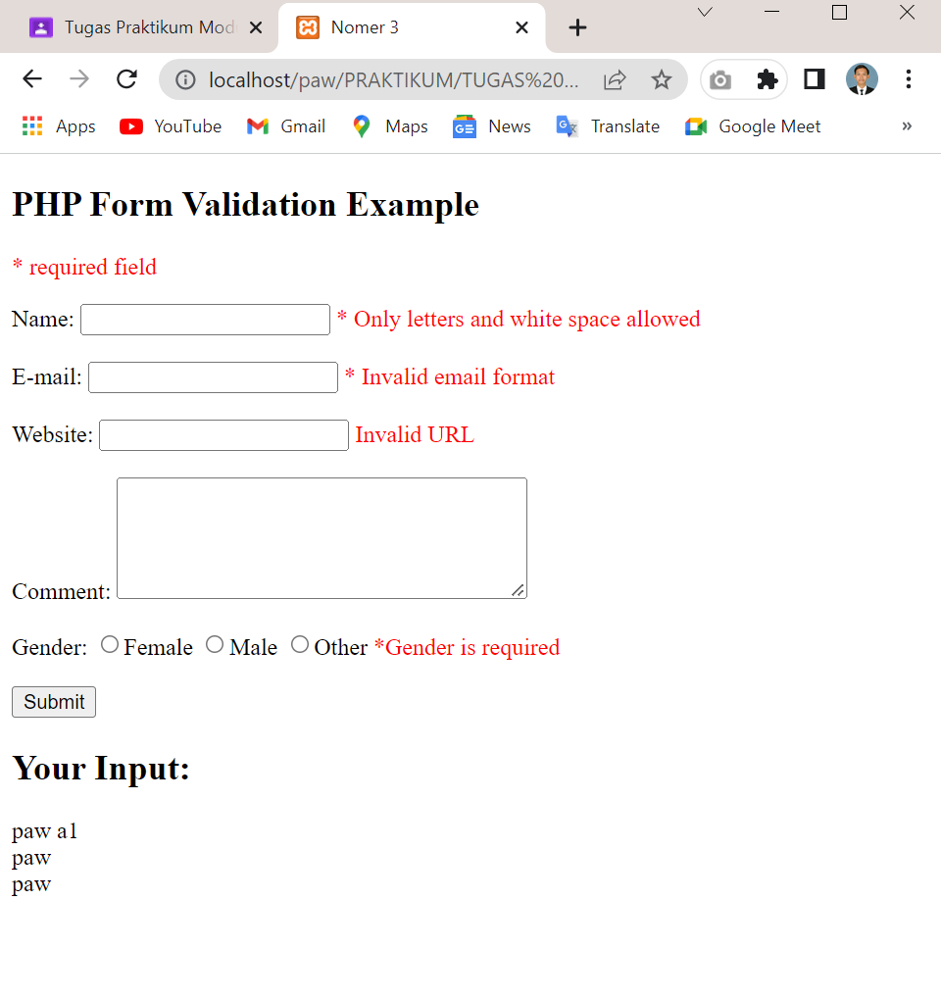 Tugas Praktikum Mod
Nomer 3
localhost/paw/PRAKTIKUM/TUGAS%20...
Apps
YouTube
Gmail
Maps
News
Translate
Google Meet
»
PHP Form Validation Example
* required field
Name: * Only letters and white space allowed
E-mail: * Invalid email format
Website: Invalid URL
Comment:
Gender: Female Male Other *Gender is required
Submit
Your Input:
paw a1
paw
paw